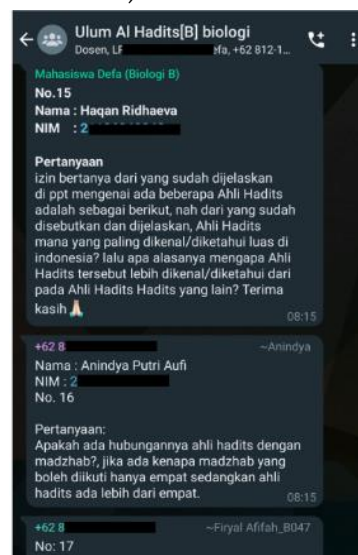 Ulum Al Hadits[B] biologi
Dosen, LF efa, +62 812-1...
Mahasiswa Defa (Biologi B)
No.15
Nama : Haqan Ridhaeva
NIM : 2
Pertanyaan
izin bertanya dari yang sudah dijelaskan
di ppt mengenai ada beberapa Ahli Hadits
adalah sebagai berikut, nah dari yang sudah
disebutkan dan dijelaskan, Ahli Hadits
mana yang paling dikenal/diketahui luas di
indonesia? lalu apa alasanya mengapa Ahli
Hadits tersebut lebih dikenal/diketahui dari
pada Ahli Hadits Hadits yang lain? Terima
kasih 🙏🏻
08:15
+62 8 ~Anindya
Nama : Anindya Putri Aufi
NIM : 2
No. 16
Pertanyaan:
Apakah ada hubungannya ahli hadits dengan
madzhab?, jika ada kenapa madzhab yang
boleh diikuti hanya empat sedangkan ahli
hadits ada lebih dari empat.
08:15
+62 8 ~Firyal Afifah_B047
No: 17